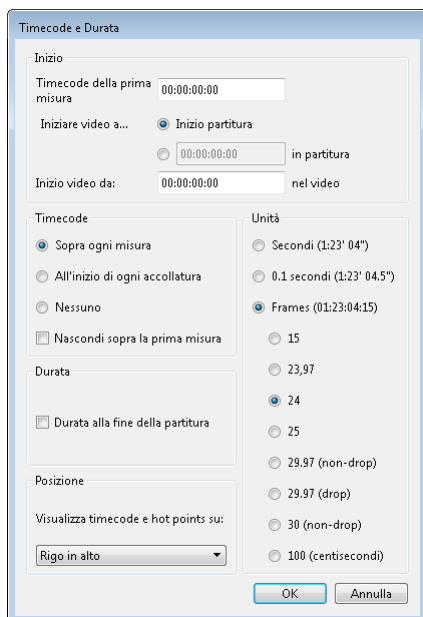 Timecode e Durata
Inizio
Timecode della prima misura
00:00:00:00
Iniziare video a...
Inizio partitura
00:00:00:00 in partitura
Inizio video da:
00:00:00:00 nel video
Timecode
Sopra ogni misura
All'inizio di ogni accollatura
Nessuno
Nascondi sopra la prima misura
Durata
Durata alla fine della partitura
Posizione
Visualizza timecode e hot points su:
Rigo in alto
Unità
Secondi (1:23' 04")
0.1 secondi (1:23' 04.5")
Frames (01:23:04:15)
15
23,97
24
25
29.97 (non-drop)
29.97 (drop)
30 (non-drop)
100 (centisecondi)
OK
Annulla